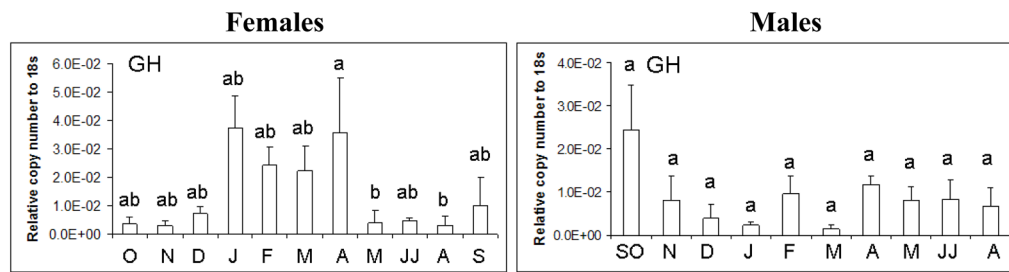 Females
Males
Relative copy number to 18s
GH
6.0E-02
5.0E-02
4.0E-02
3.0E-02
2.0E-02
1.0E-02
0.0E+00
ab ab ab ab ab ab a b ab b ab
O N D J F M A M JJ A S
Relative copy number to 18s
GH
4.0E-02
3.0E-02
2.0E-02
1.0E-02
0.0E+00
a a a a a a a a a a
SO N D J F M A M JJ A